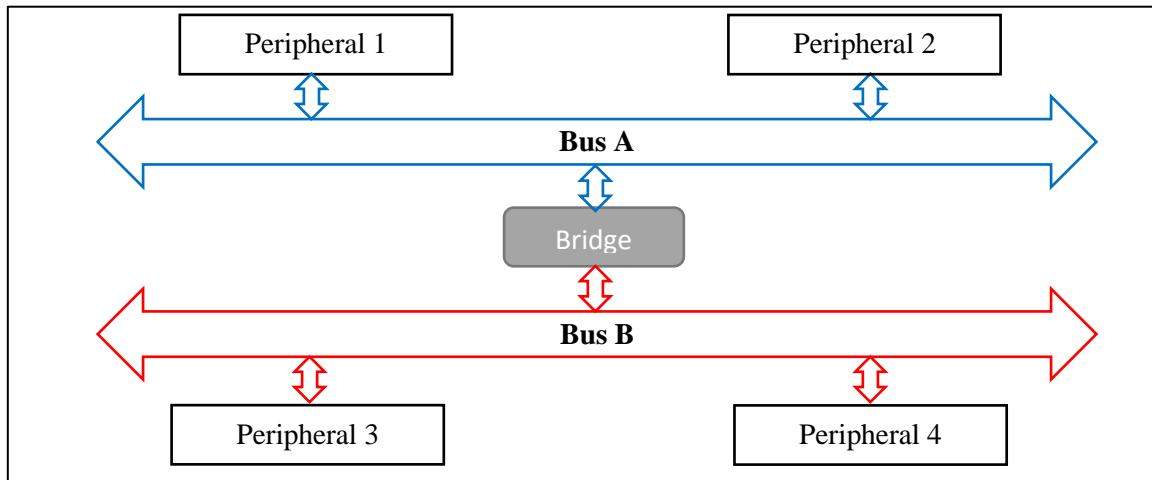 Peripheral 1
Peripheral 2
Bus A
Bridge
Bus B
Peripheral 3
Peripheral 4